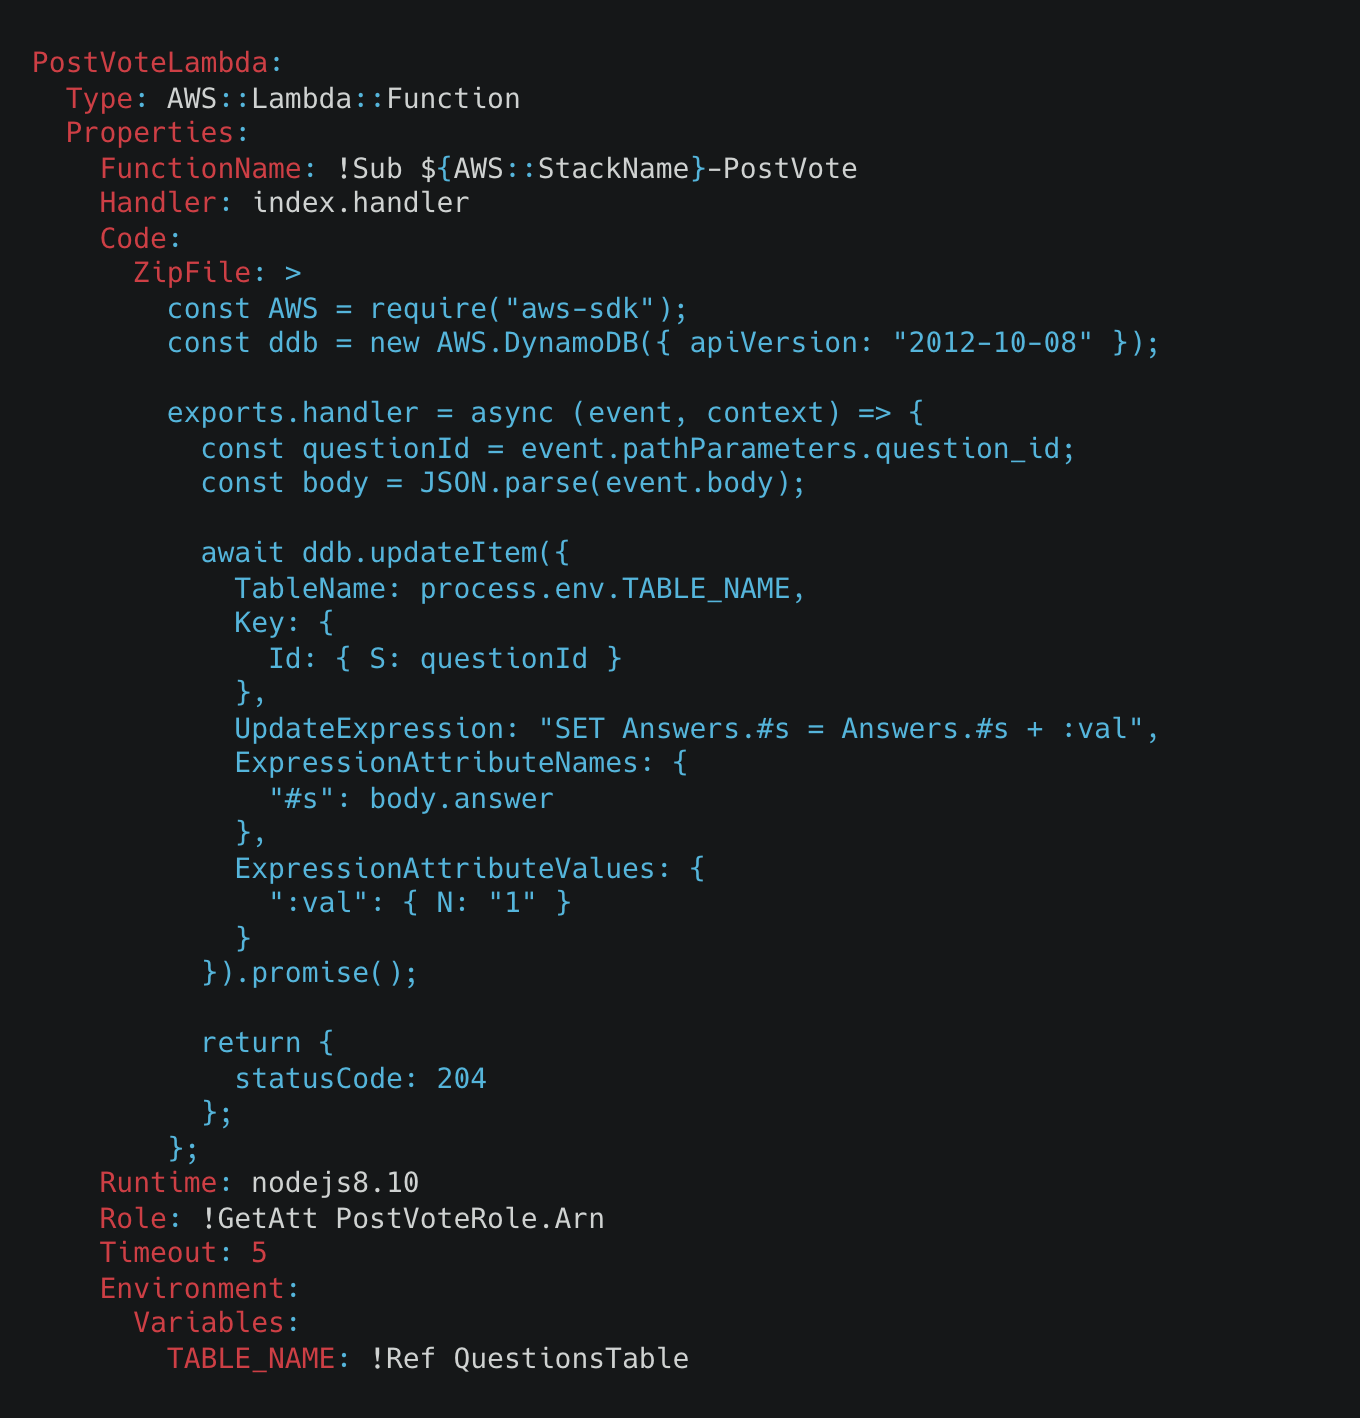 PostVoteLambda:
  Type: AWS::Lambda::Function
  Properties:
    FunctionName: !Sub ${AWS::StackName}-PostVote
    Handler: index.handler
    Code:
      ZipFile: >
        const AWS = require("aws-sdk");
        const ddb = new AWS.DynamoDB({ apiVersion: "2012-10-08" });

        exports.handler = async (event, context) => {
          const questionId = event.pathParameters.question_id;
          const body = JSON.parse(event.body);

          await ddb.updateItem({
            TableName: process.env.TABLE_NAME,
            Key: {
              Id: { S: questionId }
            },
            UpdateExpression: "SET Answers.#s = Answers.#s + :val",
            ExpressionAttributeNames: {
              "#s": body.answer
            },
            ExpressionAttributeValues: {
              ":val": { N: "1" }
            }
          }).promise();

          return {
            statusCode: 204
          };
        };
    Runtime: nodejs8.10
    Role: !GetAtt PostVoteRole.Arn
    Timeout: 5
    Environment:
      Variables:
        TABLE_NAME: !Ref QuestionsTable